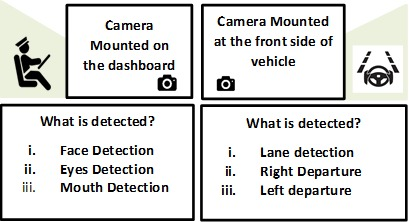 Camera
Mounted on
the dashboard
Camera Mounted
at the front side of
vehicle
What is detected?
i. Face Detection
ii. Eyes Detection
iii. Mouth Detection
What is detected?
i. Lane detection
ii. Right Departure
iii. Left departure